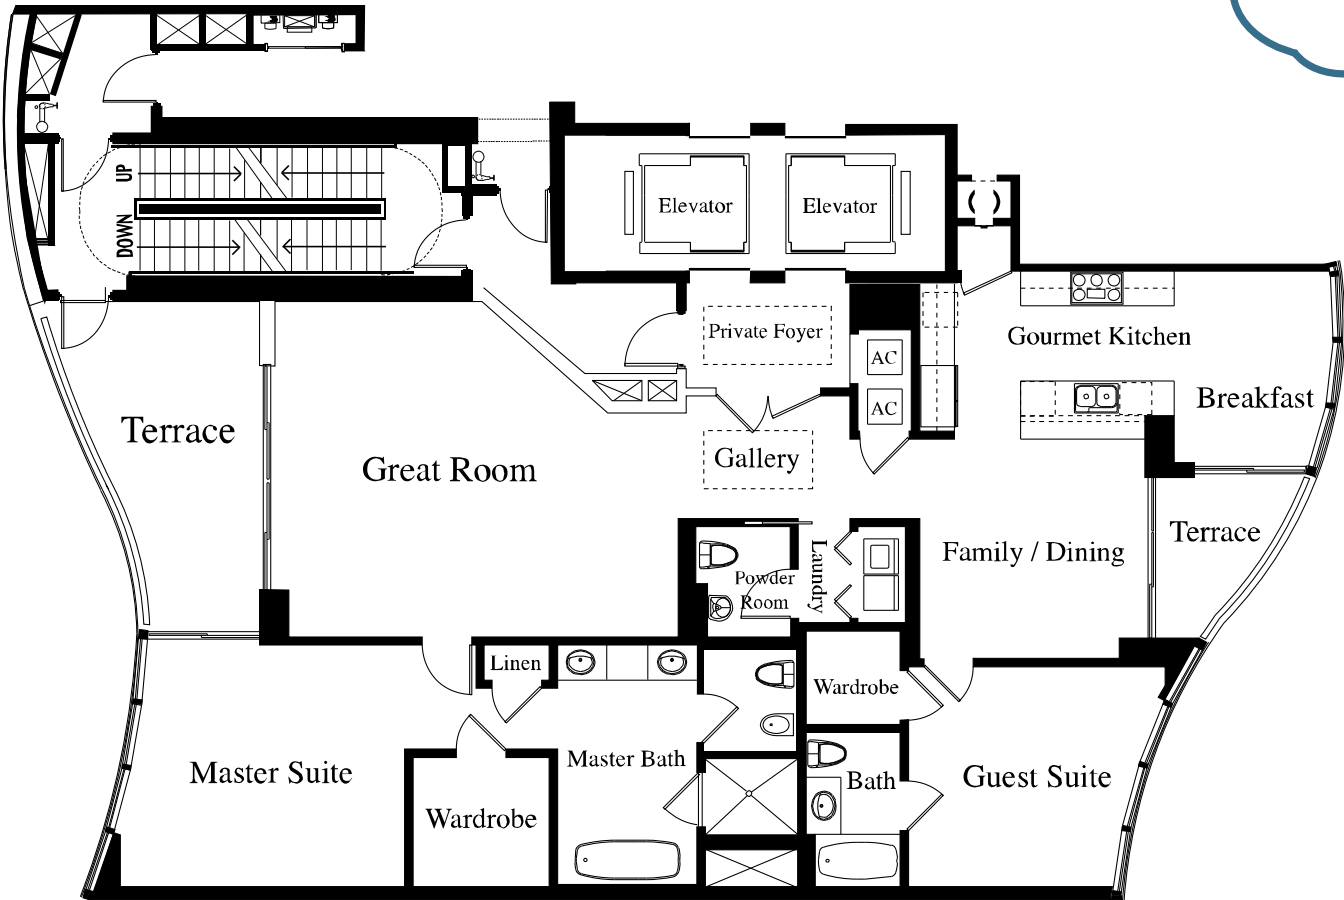 UP
DOWN
Elevator
Elevator
Private Foyer
AC
AC
Gourmet Kitchen
Breakfast
Terrace
Great Room
Gallery
Terrace
Family / Dining
Laundry
Powder
Room
Linen
Wardrobe
Master Suite
Wardrobe
Master Bath
Bath
Guest Suite